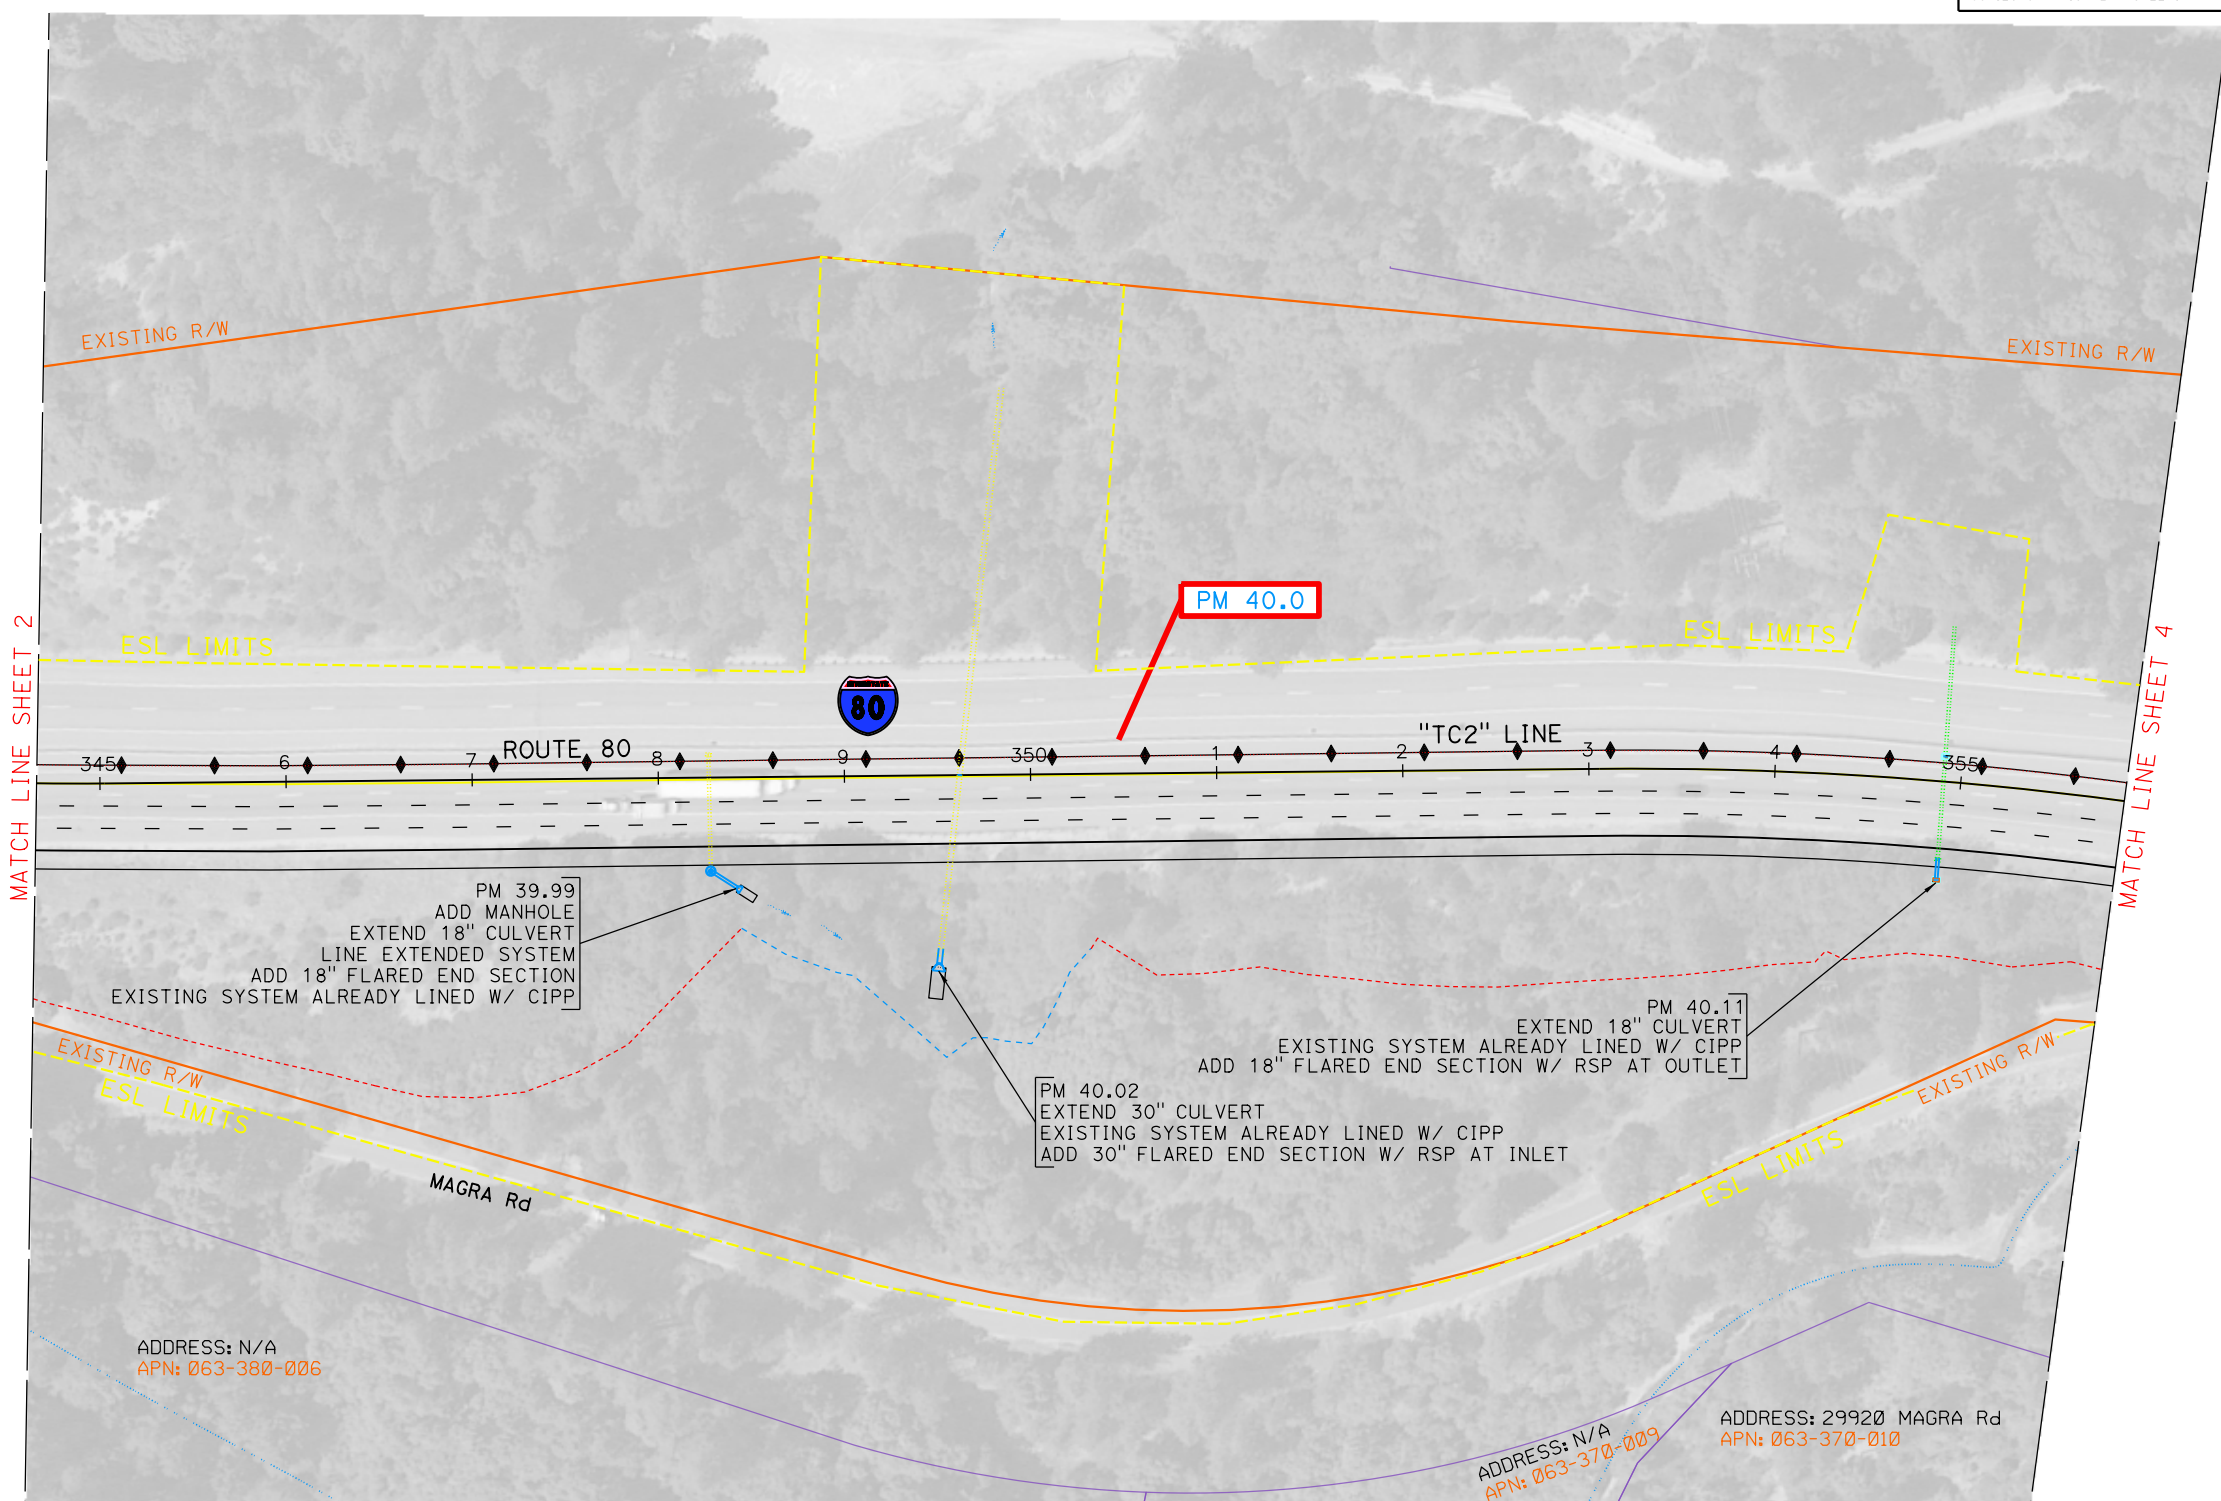 EXISTING R/W
EXISTING R/W
PM 40.0
ESL LIMITS
ESL LIMITS
MATCH LINE SHEET 2
MATCH LINE SHEET 4
80
ROUTE 80
"TC2" LINE
345 6 7 8 9 350 1 2 3 4 355
PM 39.99
ADD MANHOLE
EXTEND 18" CULVERT
LINE EXTENDED SYSTEM
ADD 18" FLARED END SECTION
EXISTING SYSTEM ALREADY LINED W/ CIPP
PM 40.11
EXTEND 18" CULVERT
EXISTING SYSTEM ALREADY LINED W/ CIPP
ADD 18" FLARED END SECTION W/ RSP AT OUTLET
PM 40.02
EXTEND 30" CULVERT
EXISTING SYSTEM ALREADY LINED W/ CIPP
ADD 30" FLARED END SECTION W/ RSP AT INLET
EXISTING R/W
ESL LIMITS
EXISTING R/W
ESL LIMITS
MAGRA Rd
ADDRESS: N/A
APN: 063-380-006
ADDRESS: N/A
APN: 063-370-009
ADDRESS: 29920 MAGRA Rd
APN: 063-370-010